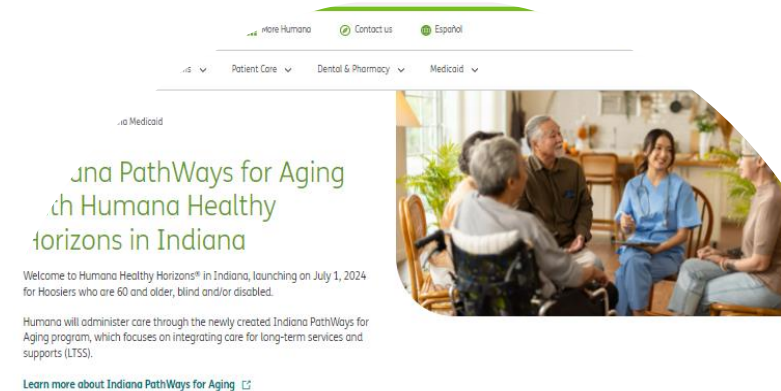 More Humana Contact us Español
Patient Care Dental & Pharmacy Medicaid
Medicaid
PathWays for Aging
Humana Healthy
Horizons in Indiana
Welcome to Humana Healthy Horizons® in Indiana, launching on July 1, 2024
for Hoosiers who are 60 and older, blind and/or disabled.
Humana will administer care through the newly created Indiana PathWays for
Aging program, which focuses on integrating care for long-term services and
supports (LTSS).
Learn more about Indiana PathWays for Aging